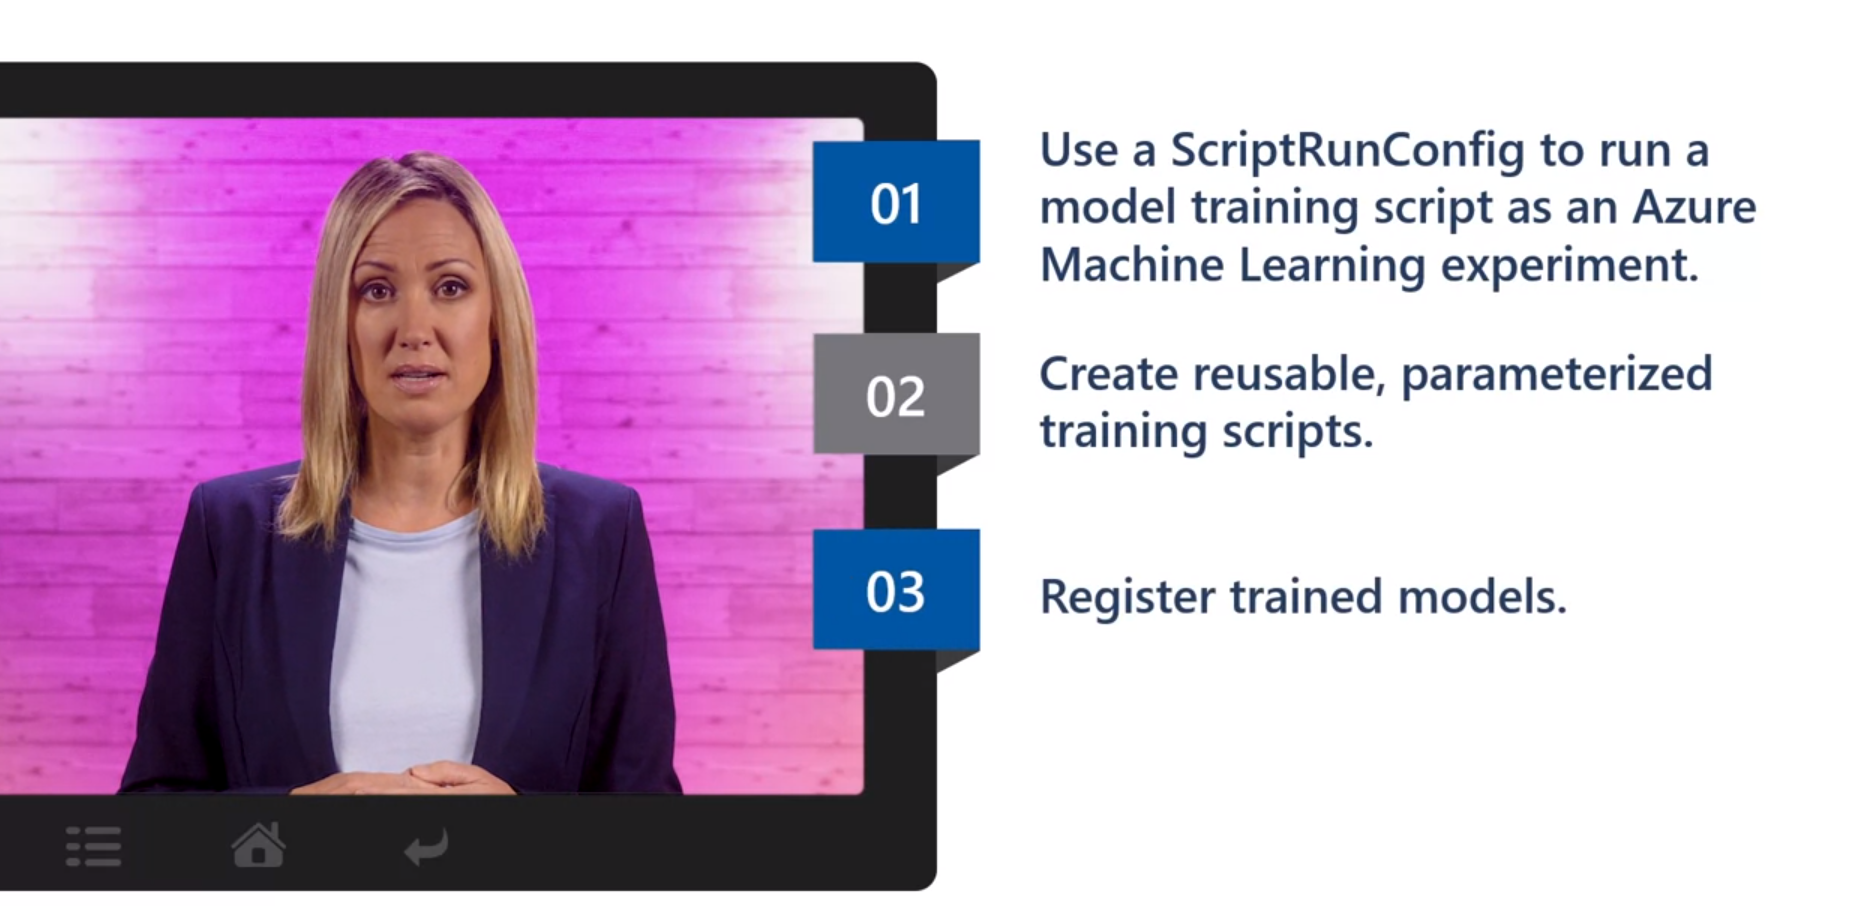 01
Use a ScriptRunConfig to run a
model training script as an Azure
Machine Learning experiment.
02
Create reusable, parameterized
training scripts.
03
Register trained models.